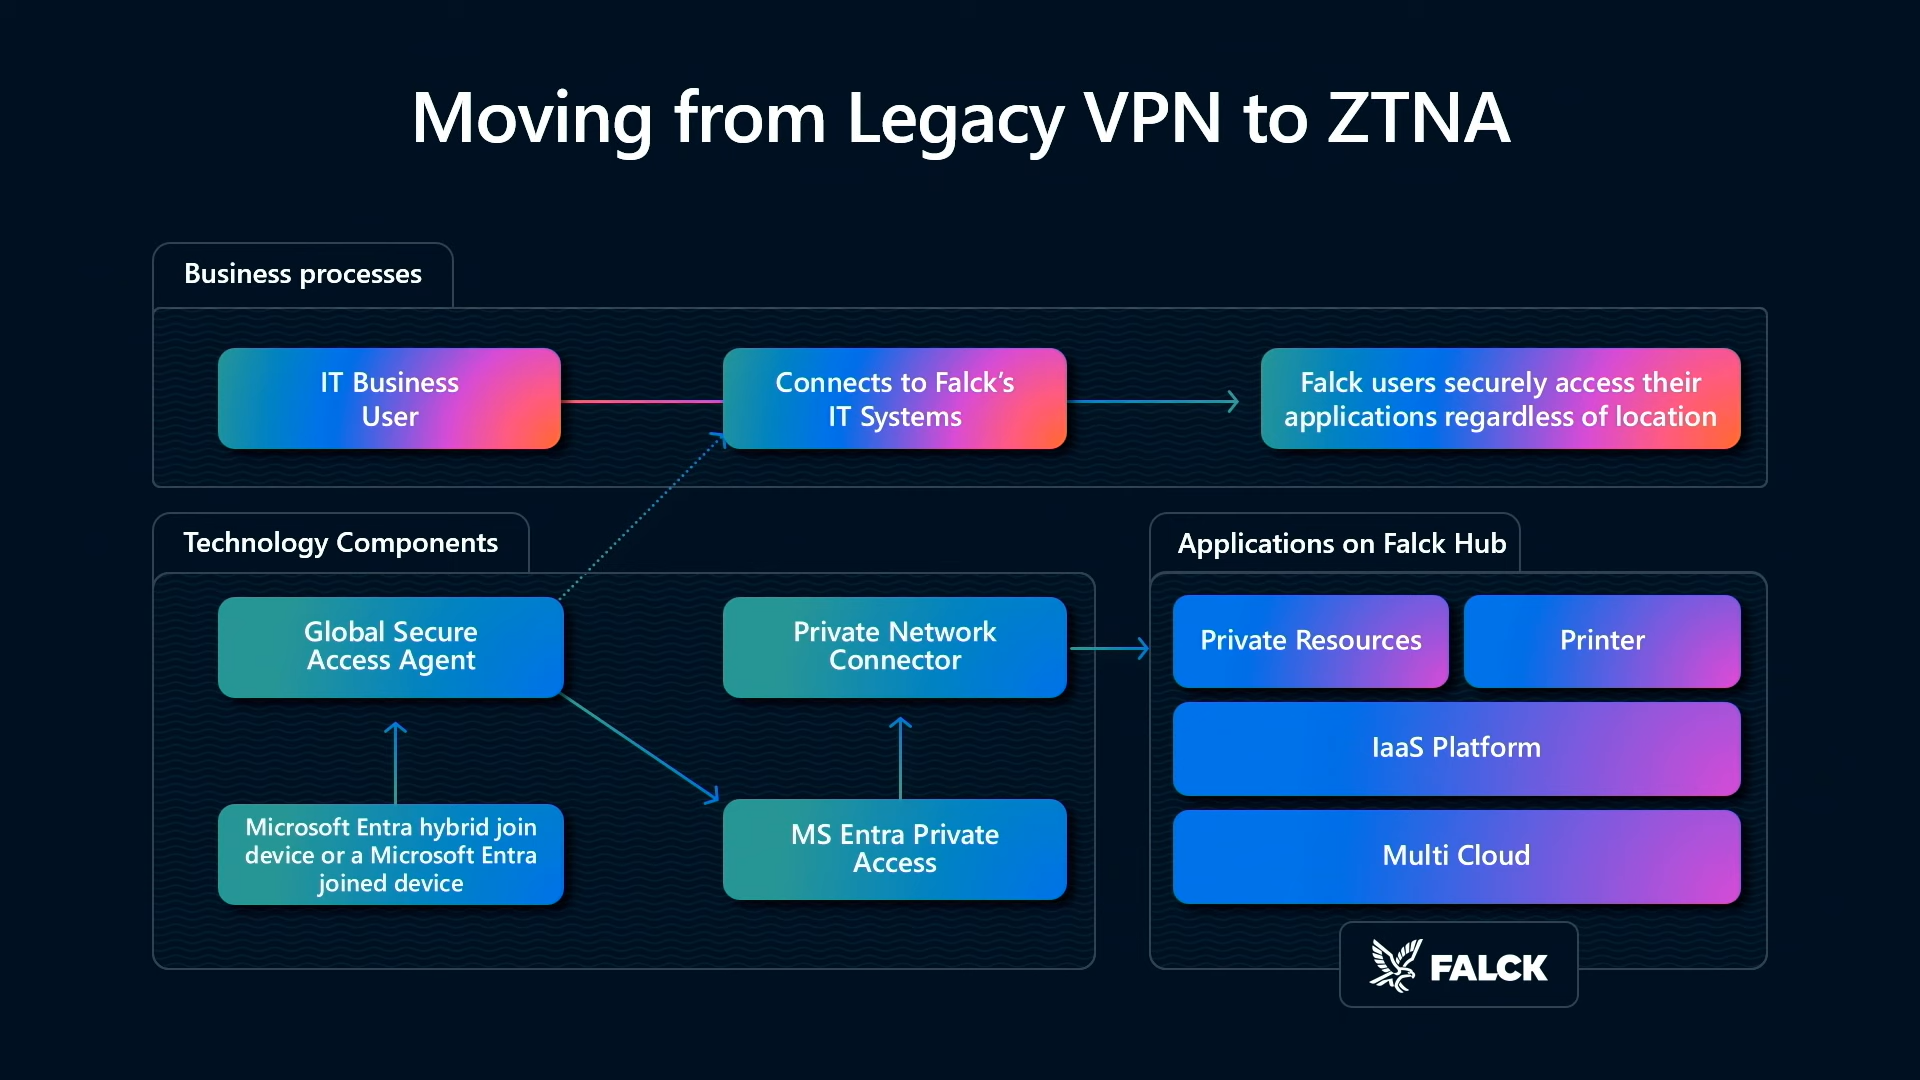 Moving from Legacy VPN to ZTNA
Business processes
IT Business
User
Connects to Falck’s
IT Systems
Falck users securely access their
applications regardless of location
Technology Components
Global Secure
Access Agent
Private Network
Connector
Microsoft Entra hybrid join
device or a Microsoft Entra
joined device
MS Entra Private
Access
Applications on Falck Hub
Private Resources
Printer
IaaS Platform
Multi Cloud
FALCK